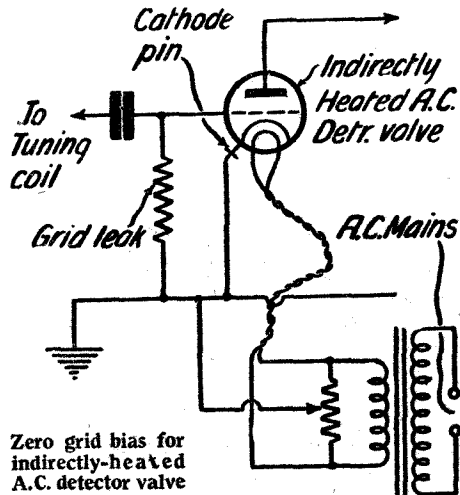 Cathode
pin
Indirectly
Heated A.C.
Detr. valve
To
Tuning
coil
Grid leak
A.C. Mains
Zero grid bias for
indirectly-heated
A.C. detector valve